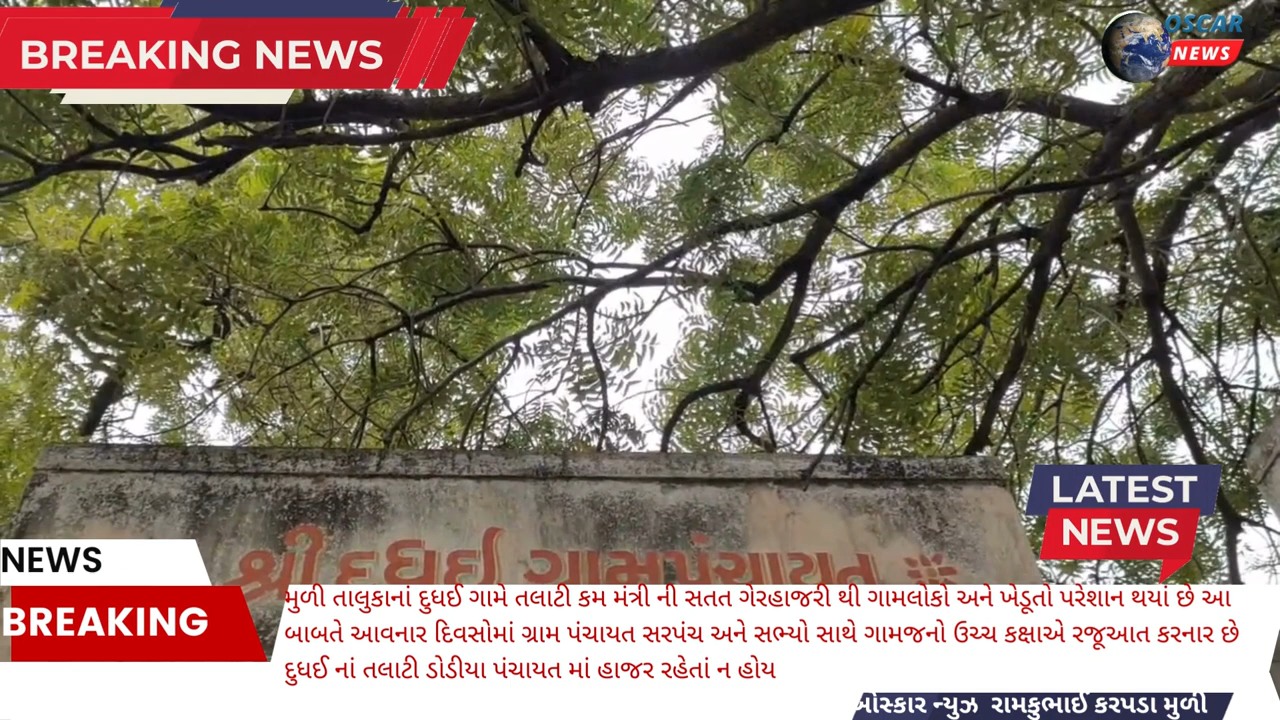 BREAKING NEWS
OSCAR
NEWS
LATEST
NEWS
શ્રી દુધઈ ગ્રામપંચાયત
NEWS
BREAKING
મુળી તાલુકાનાં દુધઈ ગામે તલાટી કમ મંત્રી ની સતત ગેરહાજરી થી ગામલોકો અને ખેડૂતો પરેશાન થયાં છે આ
બાબતે આવનાર દિવસોમાં ગ્રામ પંચાયત સરપંચ અને સભ્યો સાથે ગામજનો ઉચ્ચ કક્ષાએ રજૂઆત કરનાર છે
દુધઈ નાં તલાટી ડોડીયા પંચાયત માં હાજર રહેતાં ન હોય
ઓસ્કાર ન્યુઝ રામકુભાઈ કરપડા મુળી